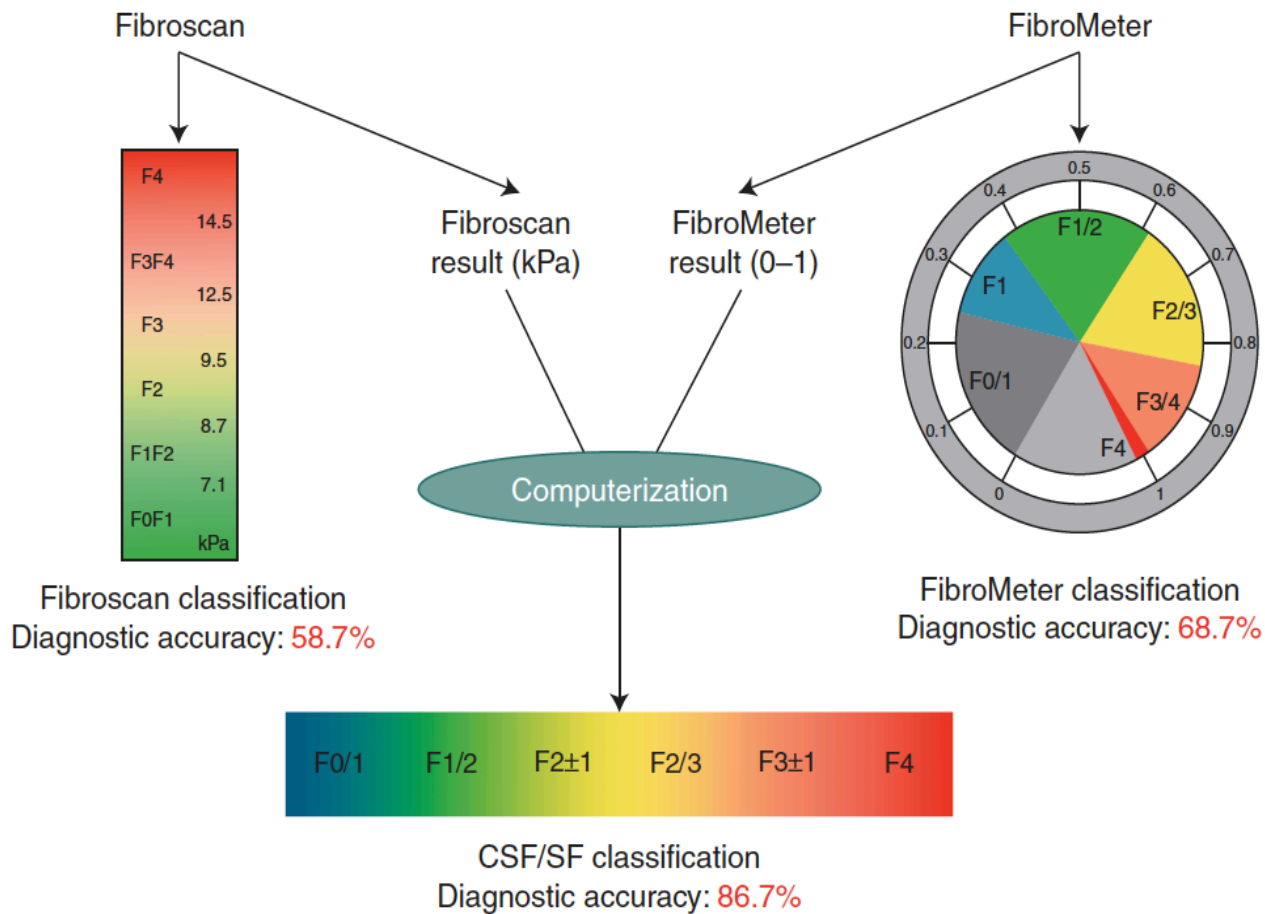 Fibroscan
FibroMeter
F4
14.5
F3F4
12.5
F3
9.5
F2
8.7
F1F2
7.1
F0F1
kPa
Fibroscan
result (kPa)
FibroMeter
result (0–1)
0.5
0.4
0.6
0.3
0.7
0.2
0.8
0.1
0.9
0
1
F1/2
F1
F2/3
F0/1
F3/4
F4
Computerization
Fibroscan classification
Diagnostic accuracy: 58.7%
FibroMeter classification
Diagnostic accuracy: 68.7%
F0/1 F1/2 F2±1 F2/3 F3±1 F4
CSF/SF classification
Diagnostic accuracy: 86.7%